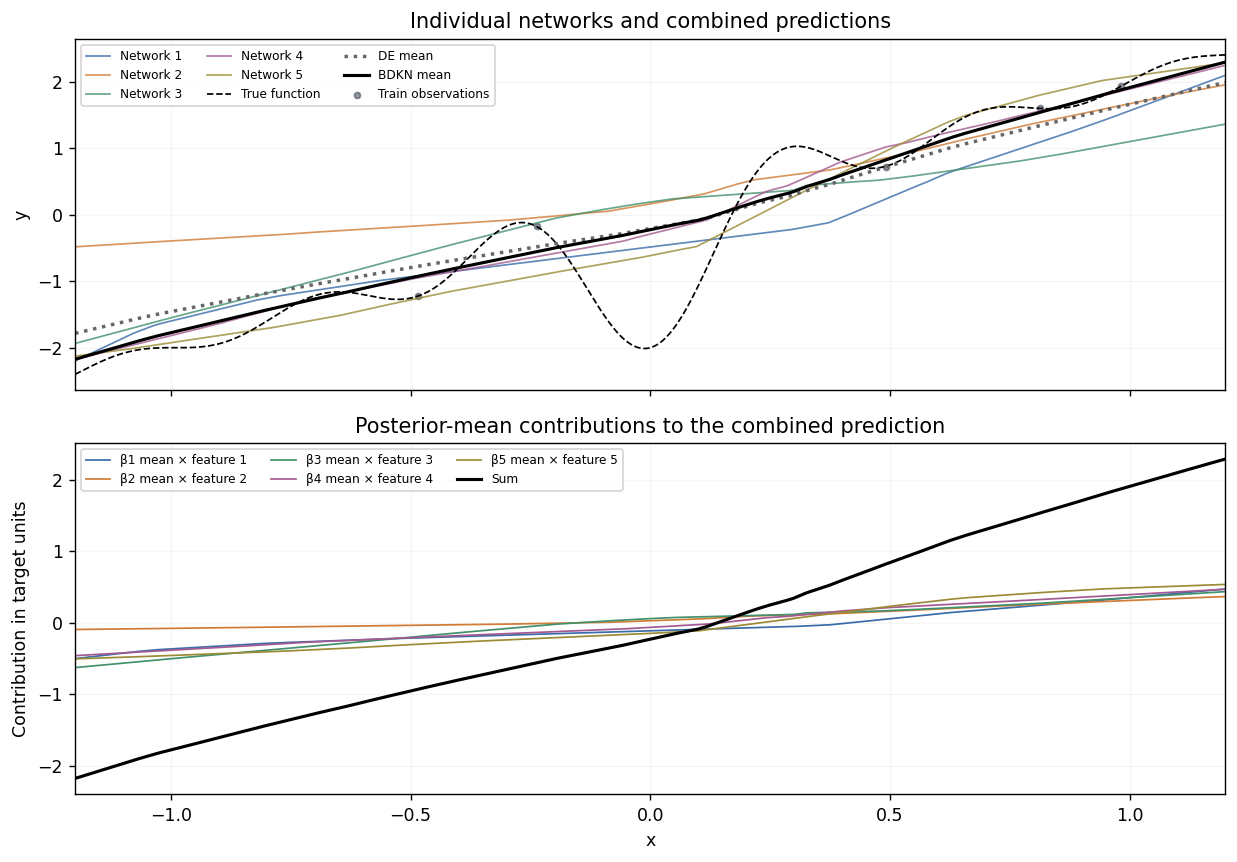 Individual networks and combined predictions
Network 1
Network 2
Network 3
Network 4
Network 5
True function
DE mean
BDKN mean
Train observations
y
2
1
0
−1
−2
Posterior-mean contributions to the combined prediction
β1 mean × feature 1
β2 mean × feature 2
β3 mean × feature 3
β4 mean × feature 4
β5 mean × feature 5
Sum
Contribution in target units
2
1
0
−1
−2
−1.0
−0.5
0.0
0.5
1.0
x